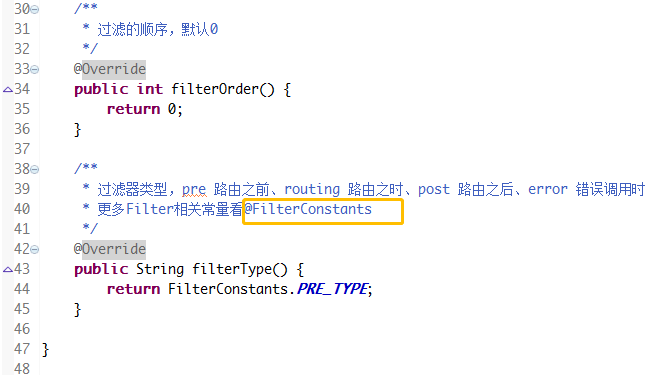 30 /**
31 * 过滤的顺序，默认0
32 */
33 @Override
34 public int filterOrder() {
35 return 0;
36 }
37
38 /**
39 * 过滤器类型，pre 路由之前、routing 路由之时、post 路由之后、error 错误调用时
40 * 更多Filter相关常量看@FilterConstants
41 */
42 @Override
43 public String filterType() {
44 return FilterConstants.PRE_TYPE;
45 }
46
47 }
48